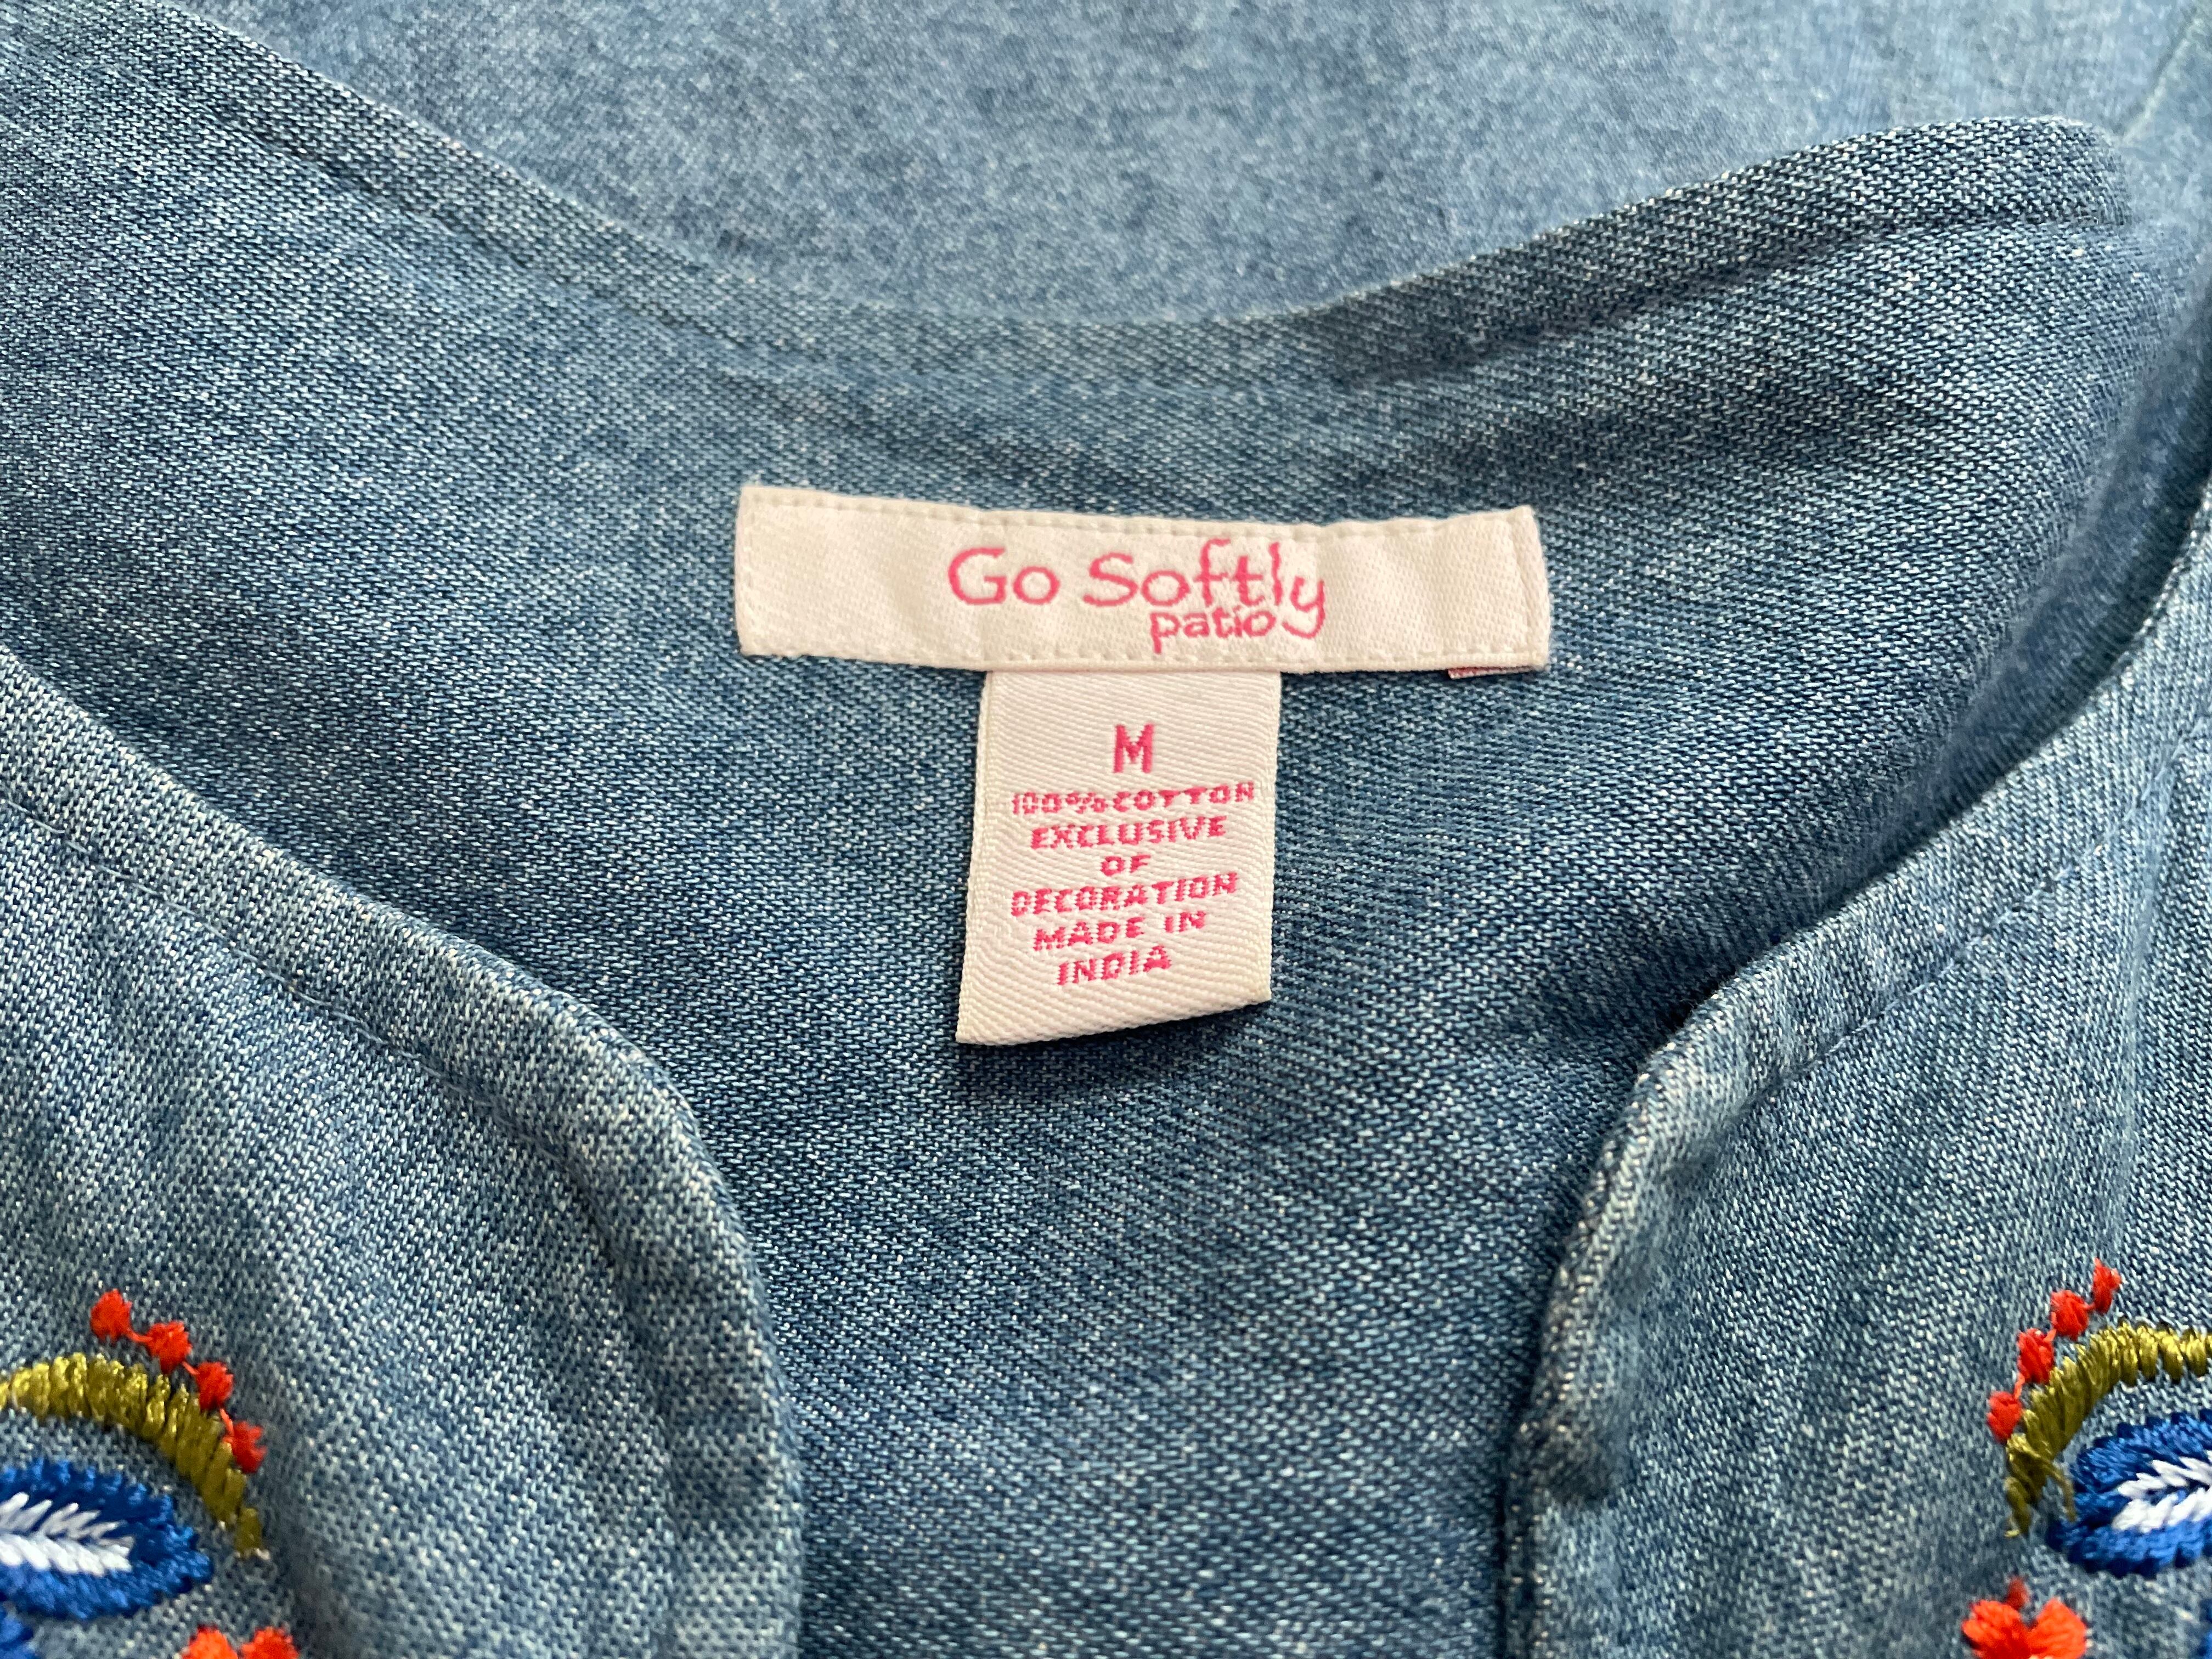 Go Softly
patio
M
100% COTTON
EXCLUSIVE
OF
DECORATION
MADE IN
INDIA